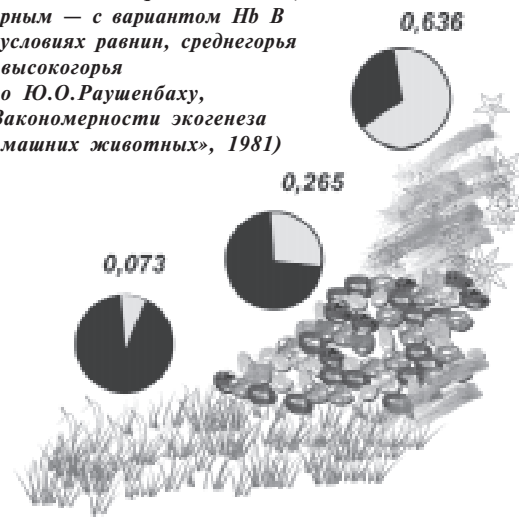 рным — с вариантом Hb B
условиях равнин, среднегорья
высокогорья
о Ю.О.Раушенбаху,
Закономерности экогенеза
машних животных», 1981)
0,636
0,265
0,073